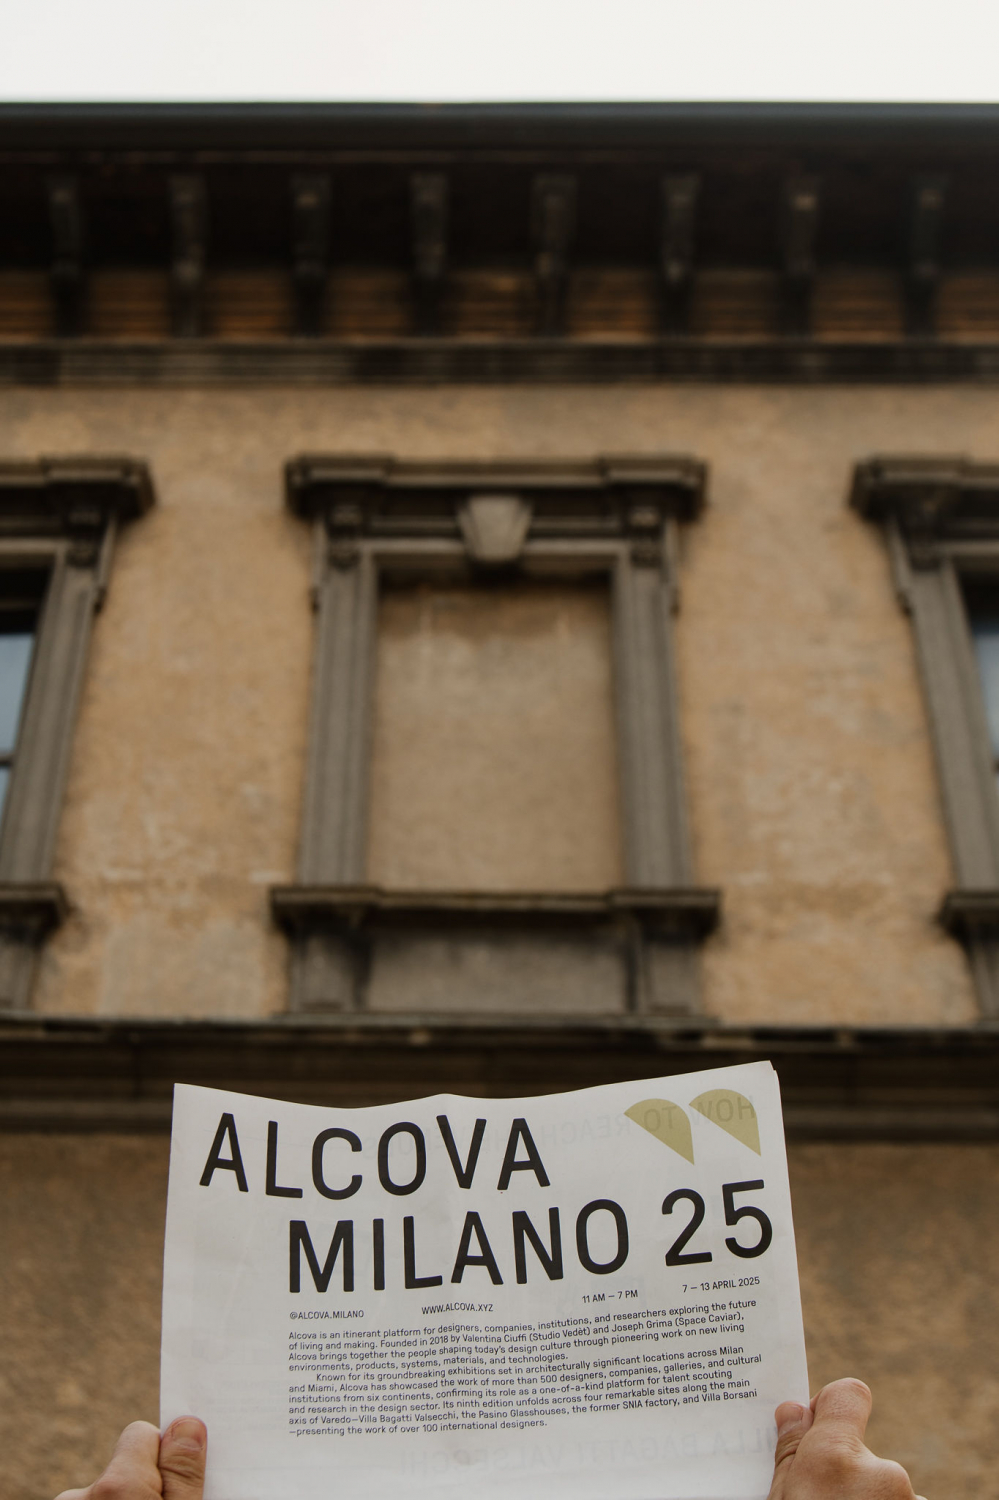 ALCOVA
MILANO 25
@ALCOVA.MILANO WWW.ALCOVA.XYZ 11 AM — 7 PM 7 — 13 APRIL 2025
Alcova is an itinerant platform for designers, companies, institutions, and researchers exploring the future
of living and making. Founded in 2018 by Valentina Ciuffi (Studio Vedèt) and Joseph Grima (Space Caviar),
Alcova brings together the people shaping today's design culture through pioneering work on new living
environments, products, systems, materials, and technologies.
Known for its groundbreaking exhibitions set in architecturally significant locations across Milan
and Miami, Alcova has showcased the work of more than 500 designers, companies, galleries, and cultural
institutions from six continents, confirming its role as a one-of-a-kind platform for talent scouting
and research in the design sector. Its ninth edition unfolds across four remarkable sites along the main
axis of Varedo—Villa Bagatti Valsecchi, the Pasino Glasshouses, the former SNIA factory, and Villa Borsani
—presenting the work of over 100 international designers.